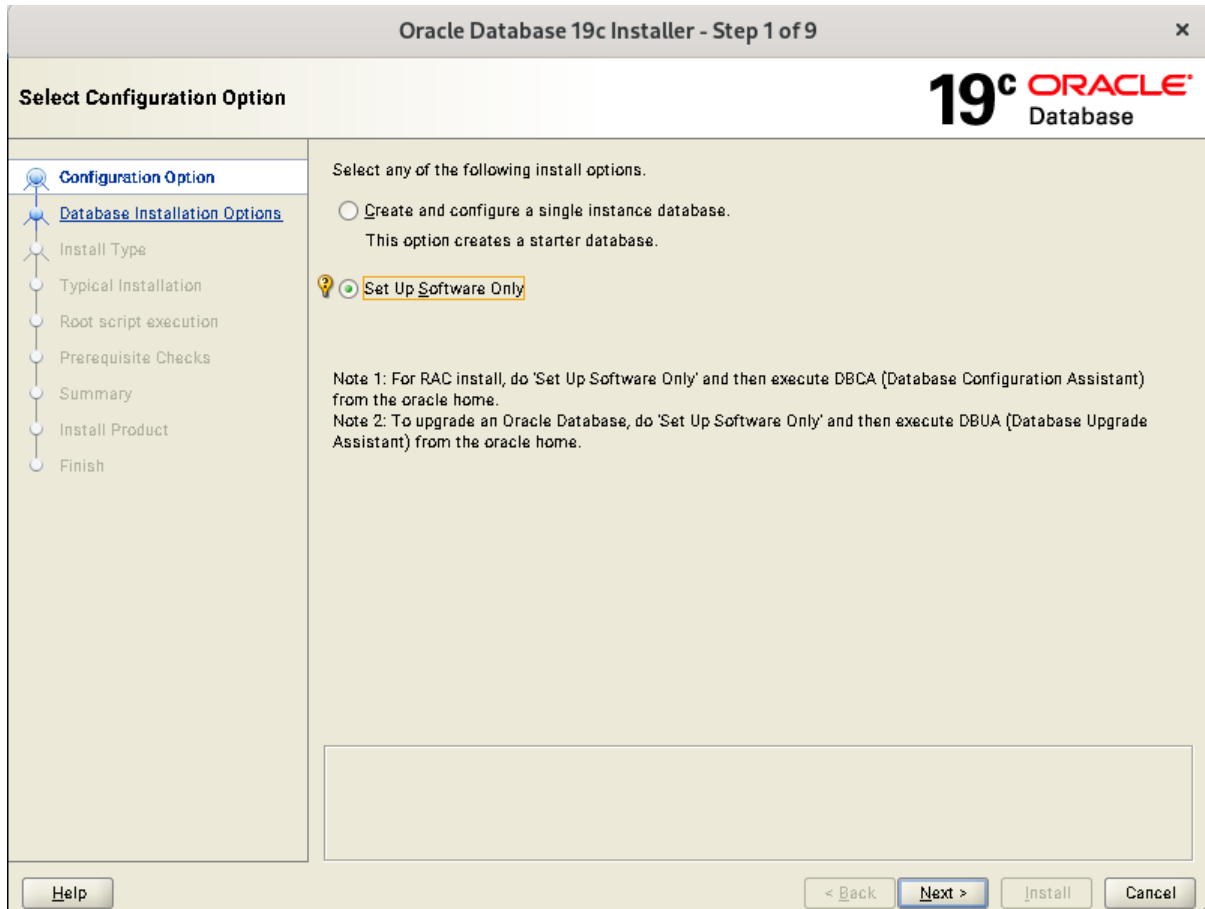 Oracle Database 19c Installer - Step 1 of 9
×
Select Configuration Option
19c ORACLE
Database
Configuration Option
Database Installation Options
Install Type
Typical Installation
Root script execution
Prerequisite Checks
Summary
Install Product
Finish
Select any of the following install options.
Create and configure a single instance database.
This option creates a starter database.
Set Up Software Only
Note 1: For RAC install, do 'Set Up Software Only' and then execute DBCA (Database Configuration Assistant)
from the oracle home.
Note 2: To upgrade an Oracle Database, do 'Set Up Software Only' and then execute DBUA (Database Upgrade
Assistant) from the oracle home.
Help
< Back
Next >
Install
Cancel